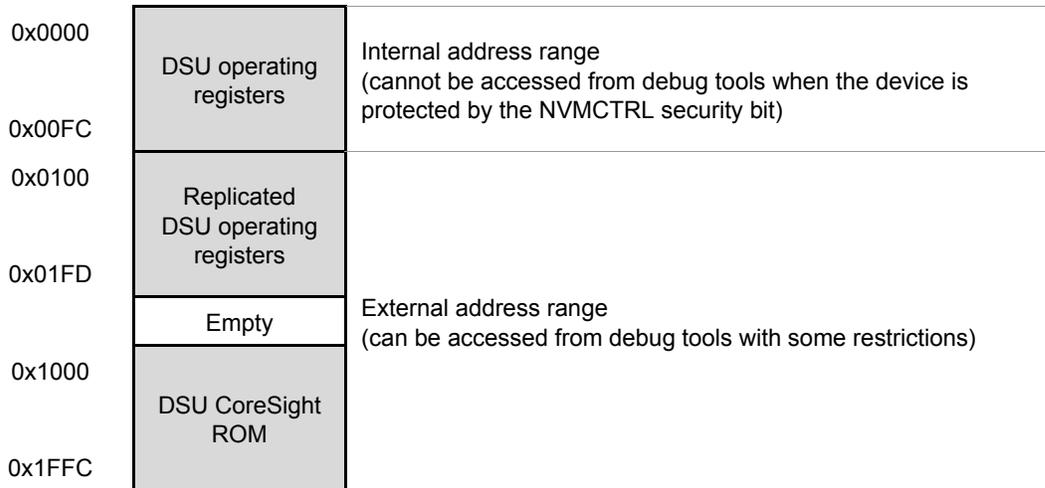 0x0000
DSU operating
registers
Internal address range
(cannot be accessed from debug tools when the device is
protected by the NVMCTRL security bit)
0x00FC
0x0100
Replicated
DSU operating
registers
0x01FD
Empty
External address range
(can be accessed from debug tools with some restrictions)
0x1000
DSU CoreSight
ROM
0x1FFC